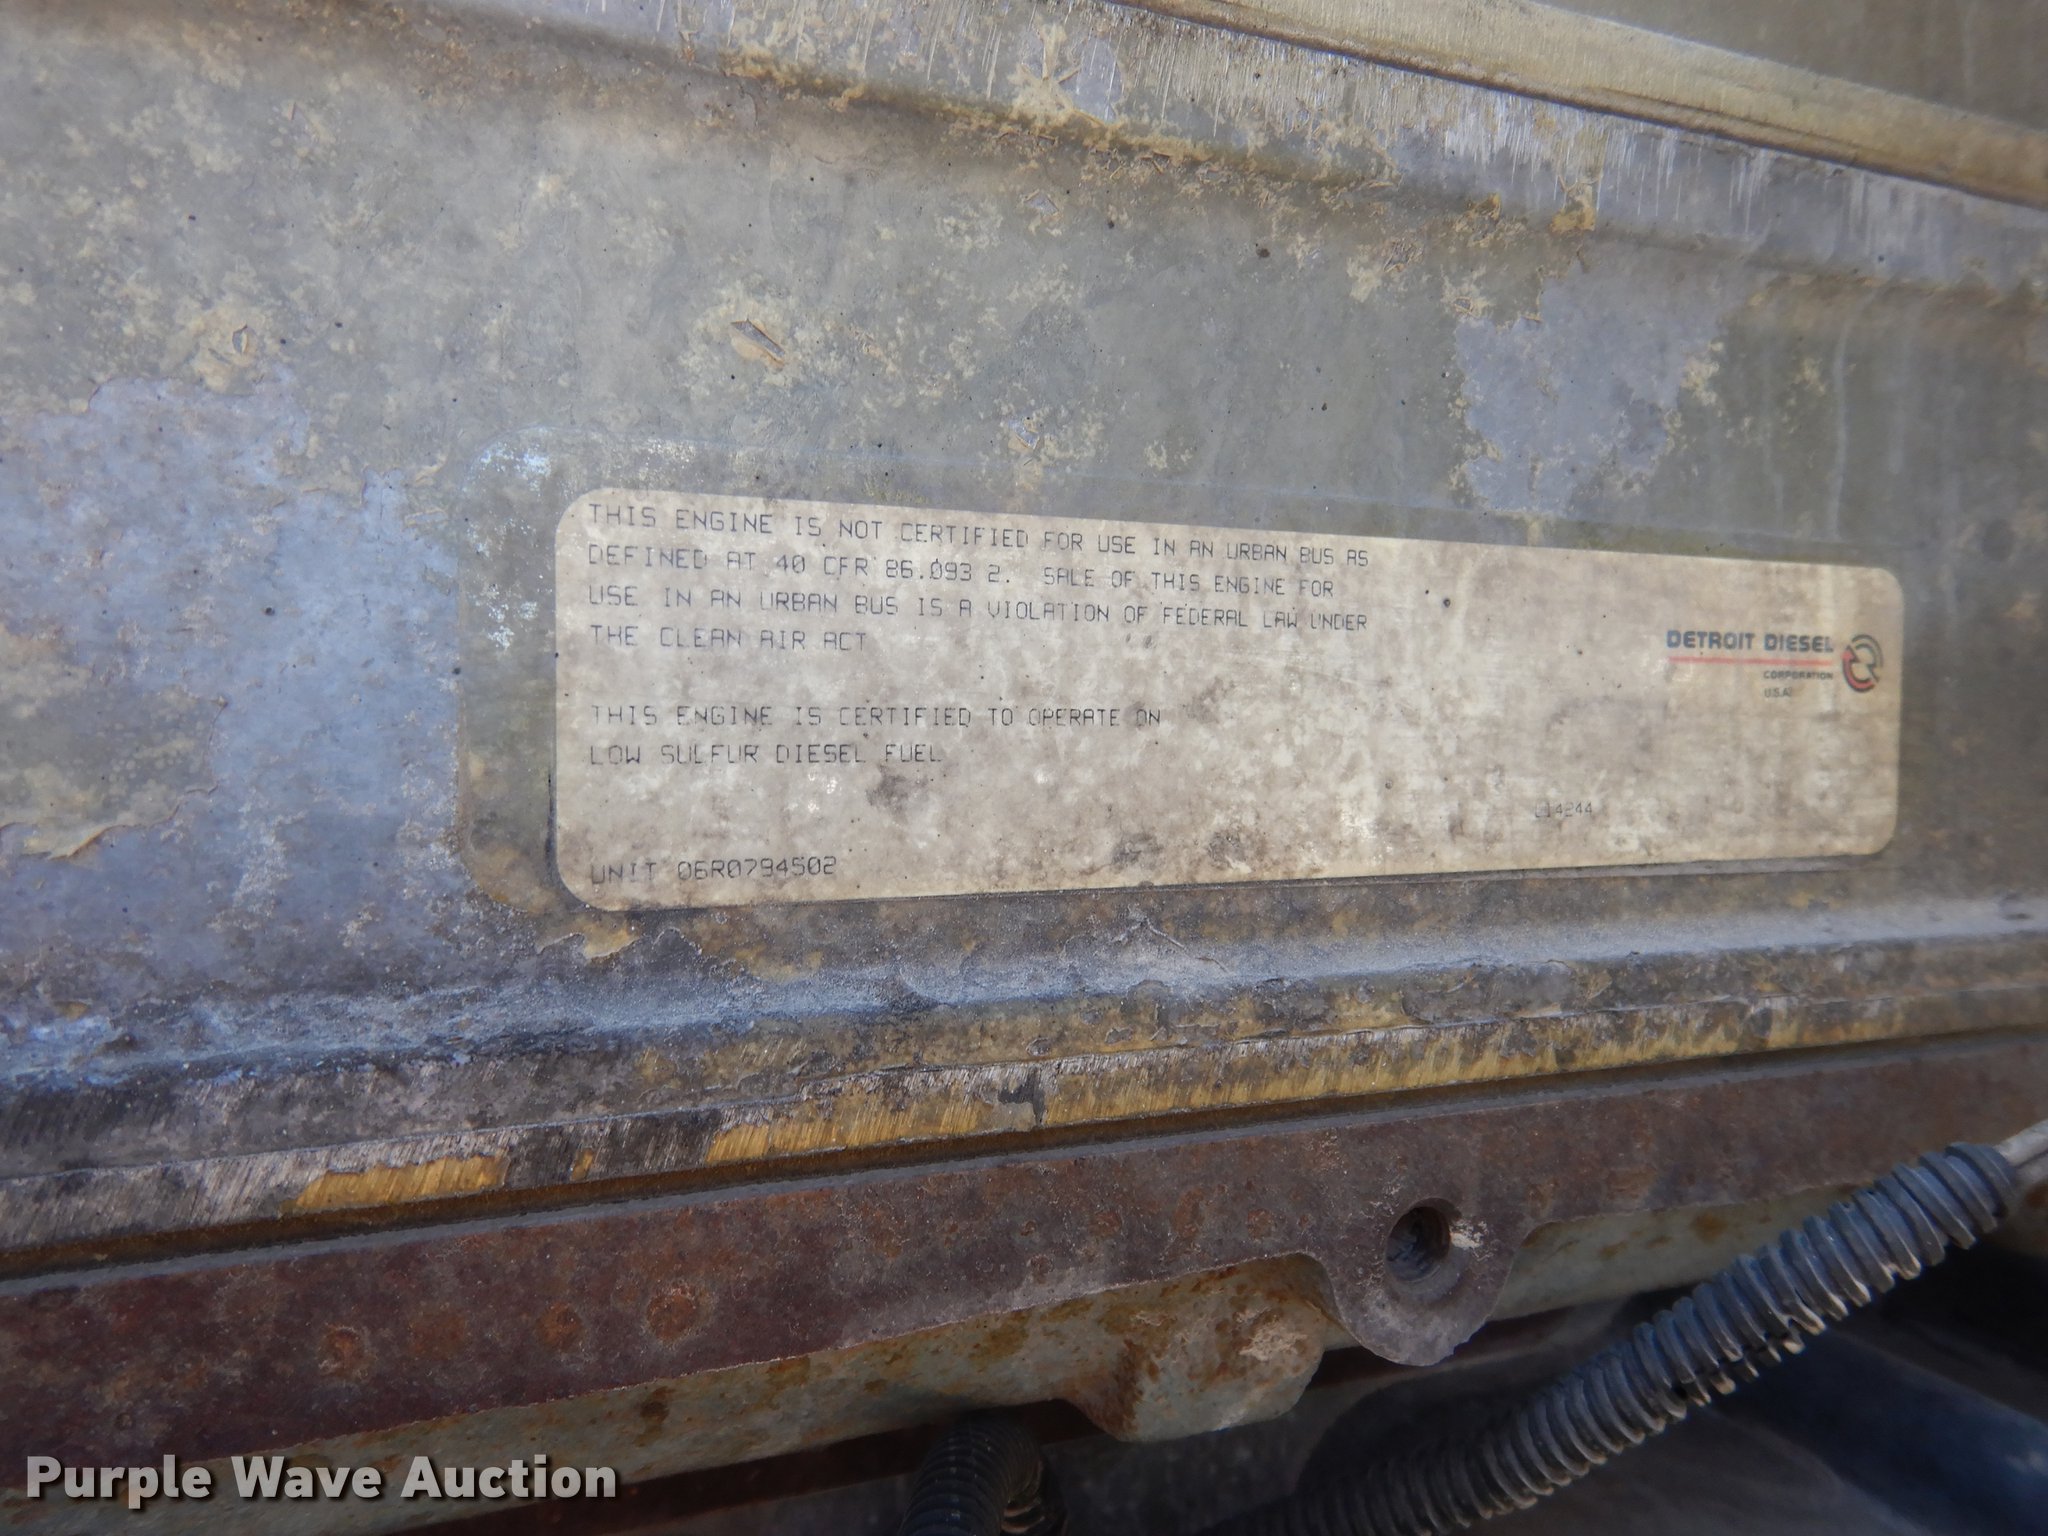 THIS ENGINE IS NOT CERTIFIED FOR USE IN AN URBAN BUS AS
DEFINED AT 40 CFR 86.093 2. SALE OF THIS ENGINE FOR
USE IN AN URBAN BUS IS A VIOLATION OF FEDERAL LAW UNDER
THE CLEAN AIR ACT
DETROIT DIESEL
CORPORATION
U.S.A.
THIS ENGINE IS CERTIFIED TO OPERATE ON
LOW SULFUR DIESEL FUEL
UNIT 06R0794502
Purple Wave Auction